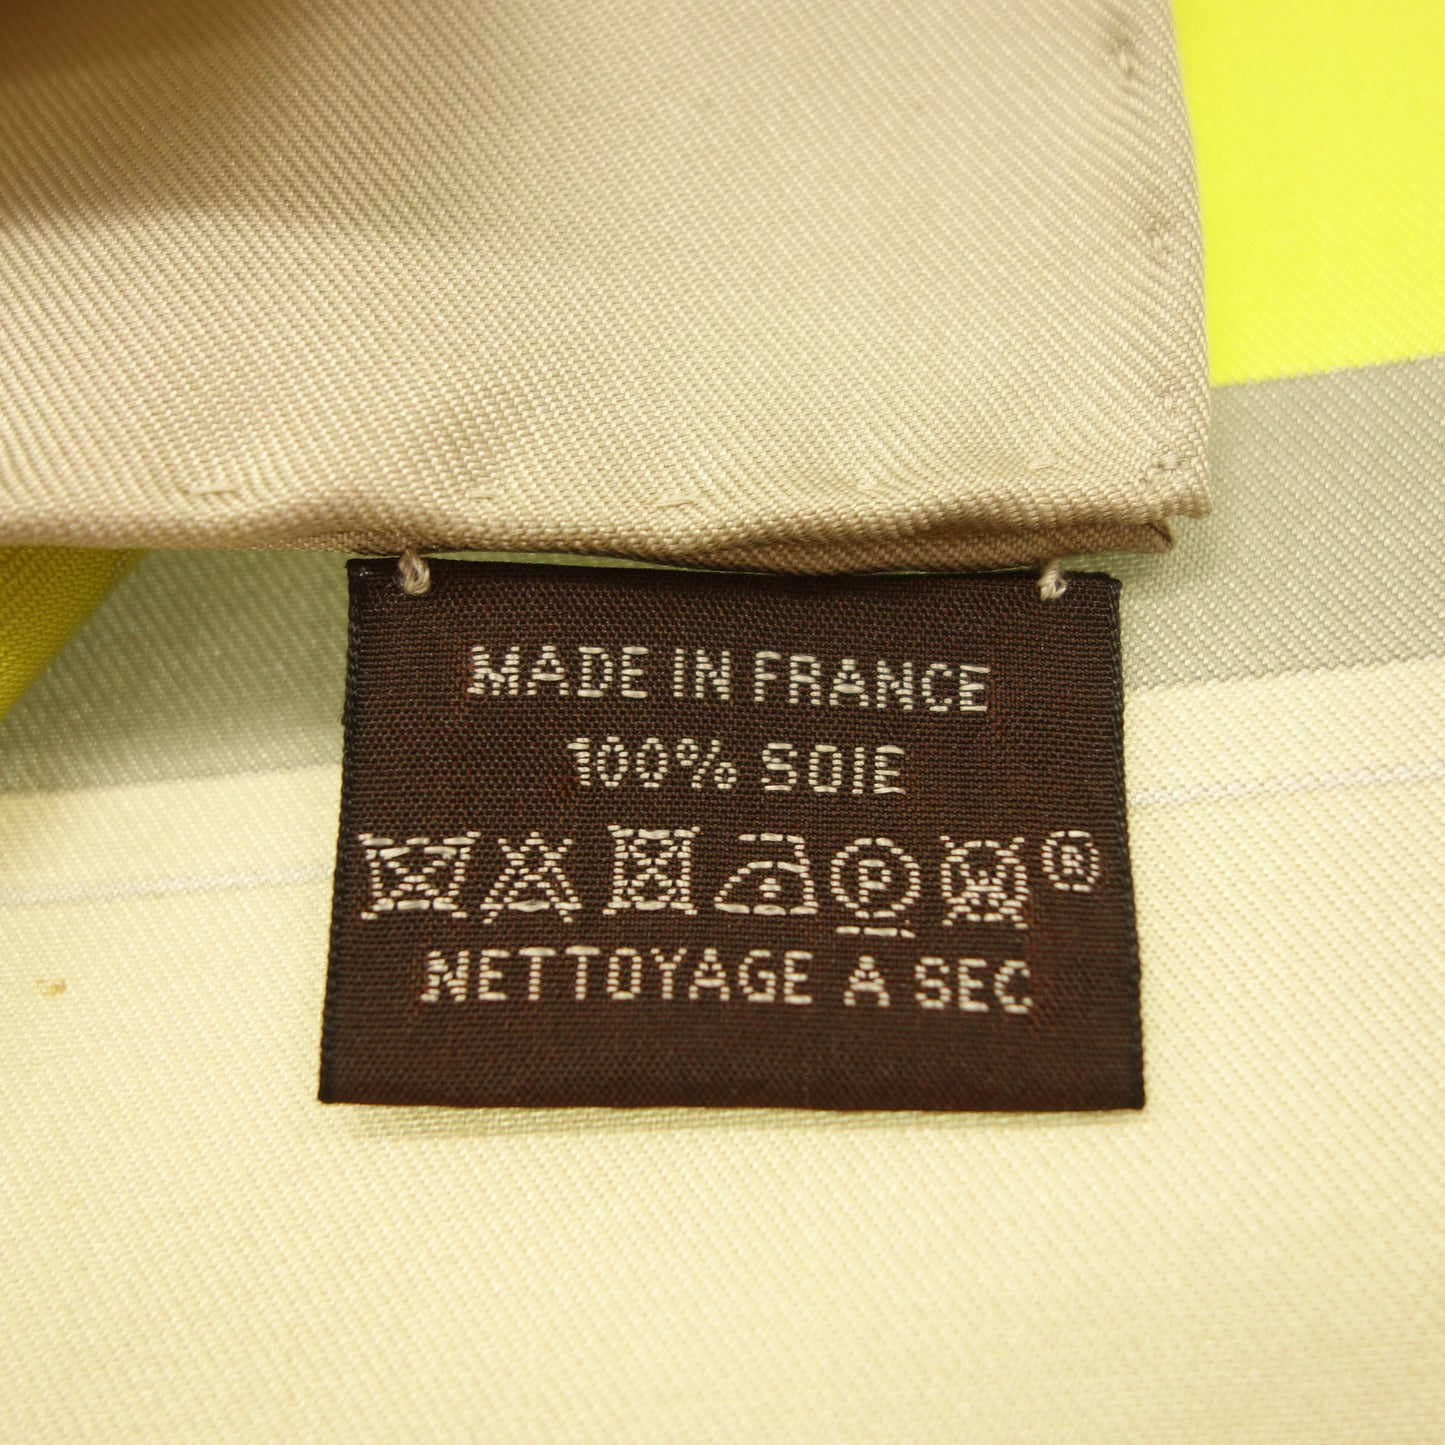 MADE IN FRANCE
100% SOIE
P W ®
NETTOYAGE A SEC